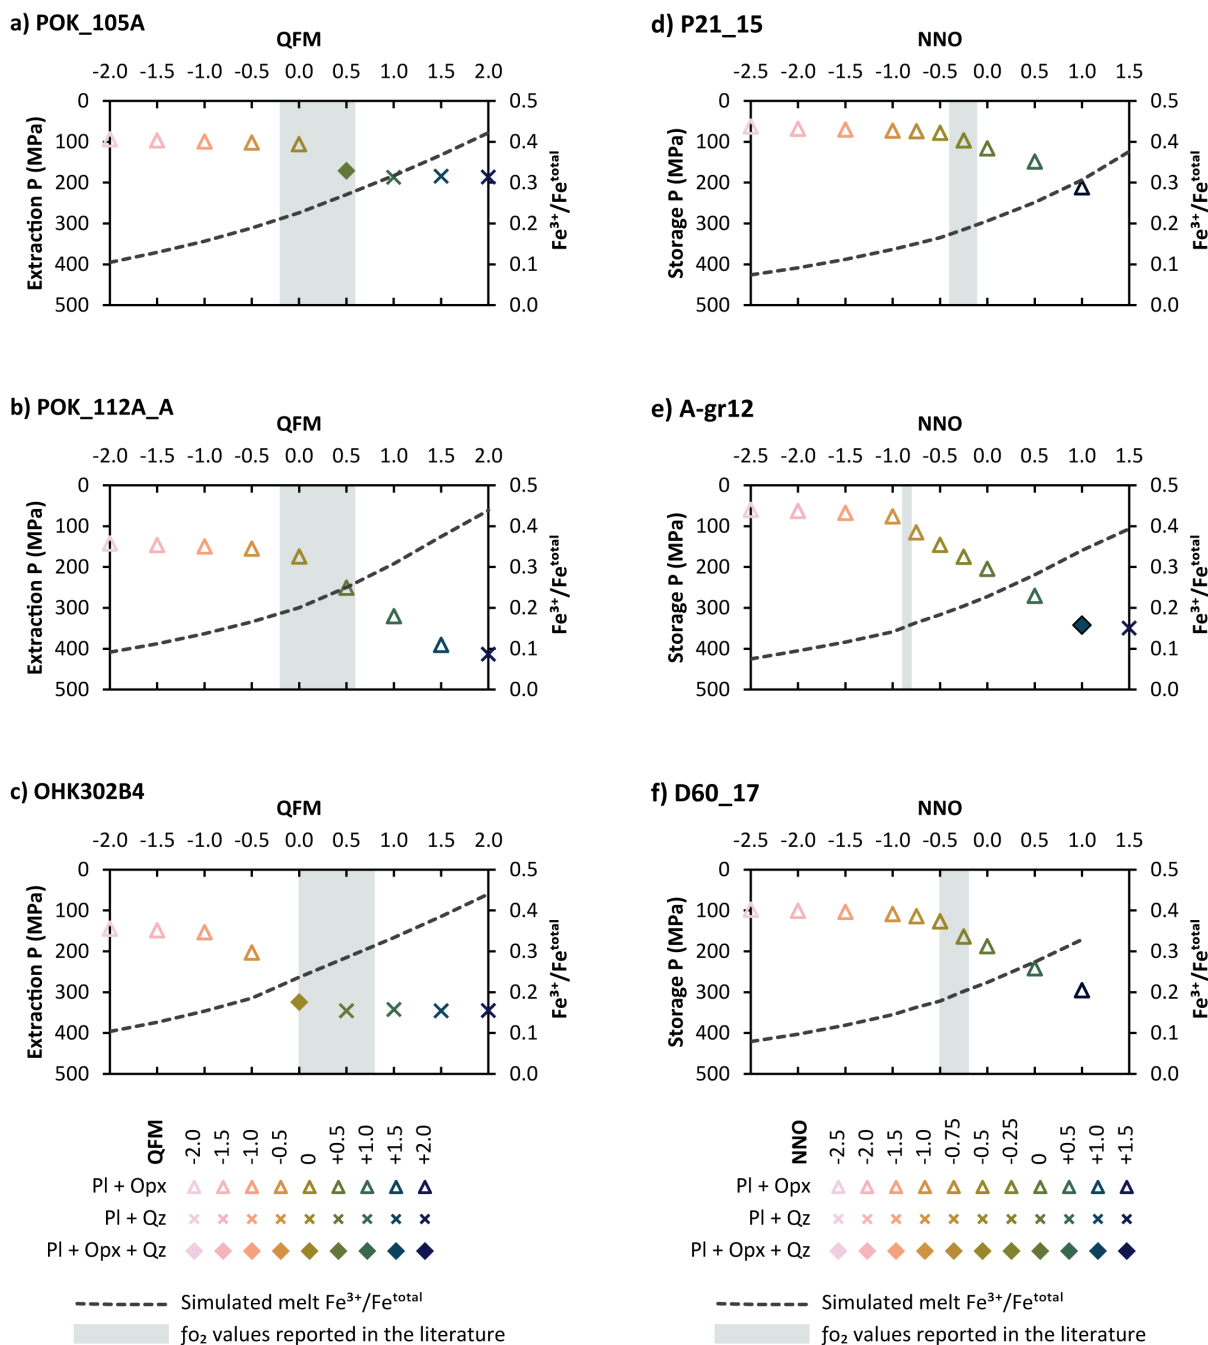 a) POK_105A
QFM
-2.0 -1.5 -1.0 -0.5 0.0 0.5 1.0 1.5 2.0
0 100 200 300 400 500
Extraction P (MPa)
0.5 0.4 0.3 0.2 0.1 0.0
Fe³⁺/Fe^total
b) POK_112A_A
QFM
-2.0 -1.5 -1.0 -0.5 0.0 0.5 1.0 1.5 2.0
0 100 200 300 400 500
Extraction P (MPa)
0.5 0.4 0.3 0.2 0.1 0.0
Fe³⁺/Fe^total
c) OHK302B4
QFM
-2.0 -1.5 -1.0 -0.5 0.0 0.5 1.0 1.5 2.0
0 100 200 300 400 500
Extraction P (MPa)
0.5 0.4 0.3 0.2 0.1 0.0
Fe³⁺/Fe^total
QFM -2.0 -1.5 -1.0 -0.5 0 +0.5 +1.0 +1.5 +2.0
Pl + Opx
Pl + Qz
Pl + Opx + Qz
Simulated melt Fe³⁺/Fe^total
ƒo₂ values reported in the literature
d) P21_15
NNO
-2.5 -2.0 -1.5 -1.0 -0.5 0.0 0.5 1.0 1.5
0 100 200 300 400 500
Storage P (MPa)
0.5 0.4 0.3 0.2 0.1 0.0
Fe³⁺/Fe^total
e) A-gr12
NNO
-2.5 -2.0 -1.5 -1.0 -0.5 0.0 0.5 1.0 1.5
0 100 200 300 400 500
Storage P (MPa)
0.5 0.4 0.3 0.2 0.1 0.0
Fe³⁺/Fe^total
f) D60_17
NNO
-2.5 -2.0 -1.5 -1.0 -0.5 0.0 0.5 1.0 1.5
0 100 200 300 400 500
Storage P (MPa)
0.5 0.4 0.3 0.2 0.1 0.0
Fe³⁺/Fe^total
NNO -2.5 -2.0 -1.5 -1.0 -0.75 -0.5 -0.25 0 +0.5 +1.0 +1.5
Pl + Opx
Pl + Qz
Pl + Opx + Qz
Simulated melt Fe³⁺/Fe^total
ƒo₂ values reported in the literature